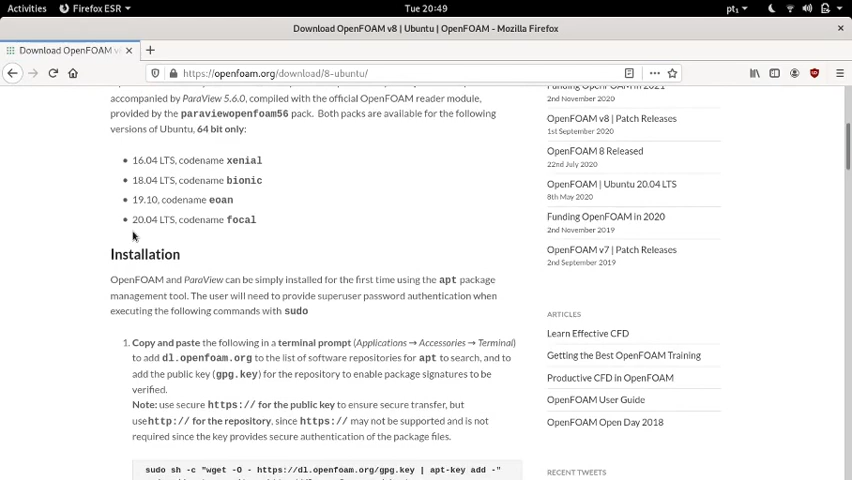 Activities
Firefox ESR
Tue 20:49
pt₁
Download OpenFOAM v8 | Ubuntu | OpenFOAM - Mozilla Firefox
Download OpenFOAM v
https://openfoam.org/download/8-ubuntu/
accompanied by ParaView 5.6.0, compiled with the official OpenFOAM reader module,
provided by the paraviewopenfoam56 pack. Both packs are available for the following
versions of Ubuntu, 64 bit only:
• 16.04 LTS, codename xenial
• 18.04 LTS, codename bionic
• 19.10, codename eoan
• 20.04 LTS, codename focal
Installation
OpenFOAM and ParaView can be simply installed for the first time using the apt package
management tool. The user will need to provide superuser password authentication when
executing the following commands with sudo
1. Copy and paste the following in a terminal prompt (Applications → Accessories → Terminal)
to add dl.openfoam.org to the list of software repositories for apt to search, and to
add the public key (gpg.key) for the repository to enable package signatures to be
verified.
Note: use secure https:// for the public key to ensure secure transfer, but
use http:// for the repository, since https:// may not be supported and is not
required since the key provides secure authentication of the package files.
sudo sh -c "wget -O - https://dl.openfoam.org/gpg.key | apt-key add -"
Funding OpenFOAM in 2021
2nd November 2020
OpenFOAM v8 | Patch Releases
1st September 2020
OpenFOAM 8 Released
22nd July 2020
OpenFOAM | Ubuntu 20.04 LTS
8th May 2020
Funding OpenFOAM in 2020
2nd November 2019
OpenFOAM v7 | Patch Releases
2nd September 2019
ARTICLES
Learn Effective CFD
Getting the Best OpenFOAM Training
Productive CFD in OpenFOAM
OpenFOAM User Guide
OpenFOAM Open Day 2018
RECENT TWEETS